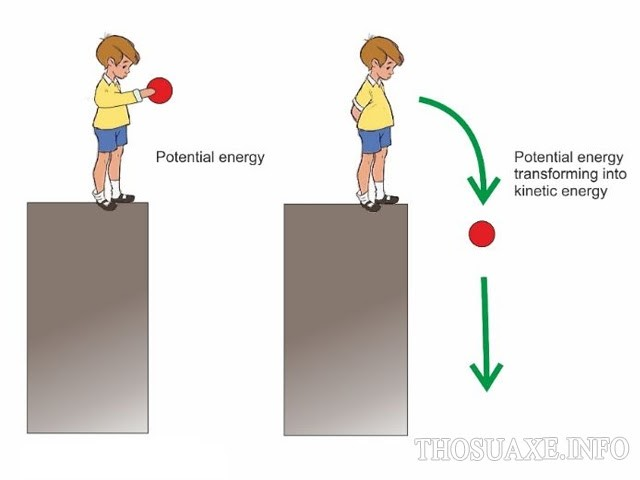 Potential energy
Potential energy
transforming into
kinetic energy
THOSUAXE.INFO